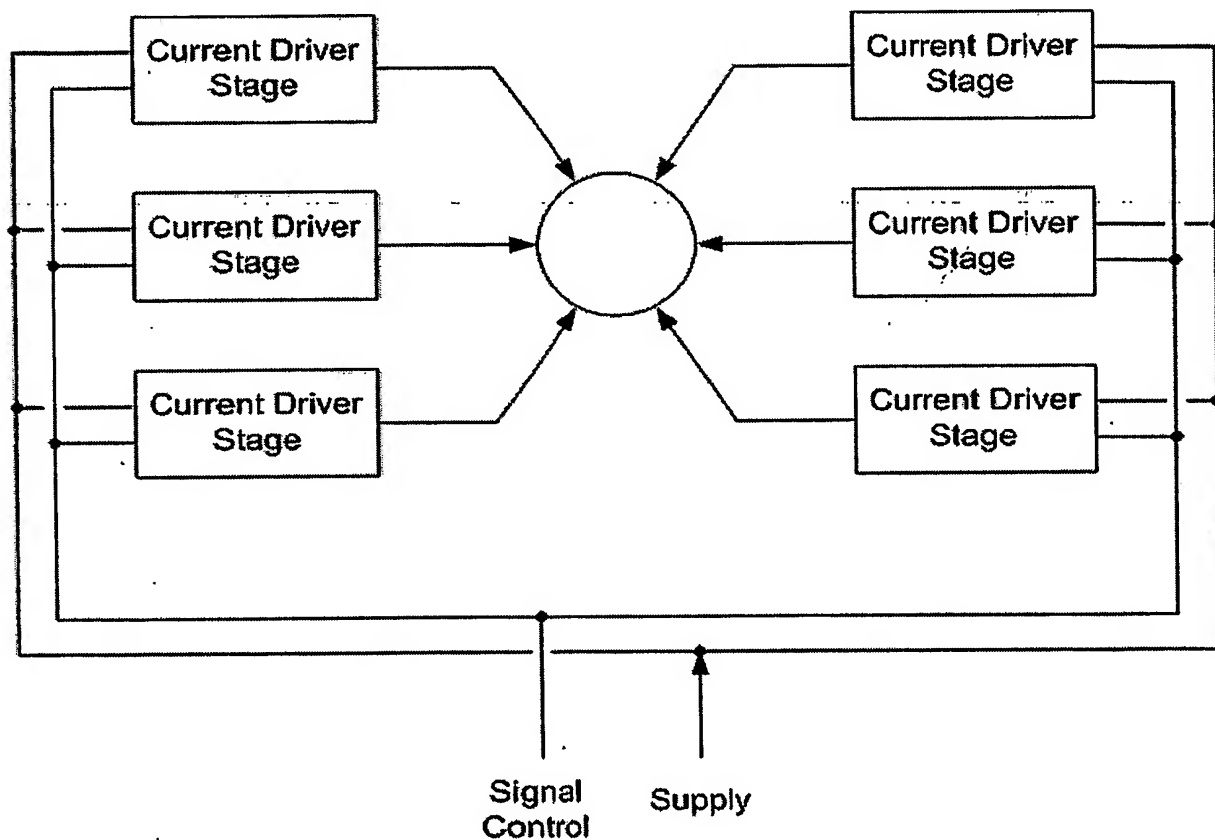 Current Driver
Stage
Current Driver
Stage
Current Driver
Stage
Current Driver
Stage
Current Driver
Stage
Current Driver
Stage
Signal
Control
Supply